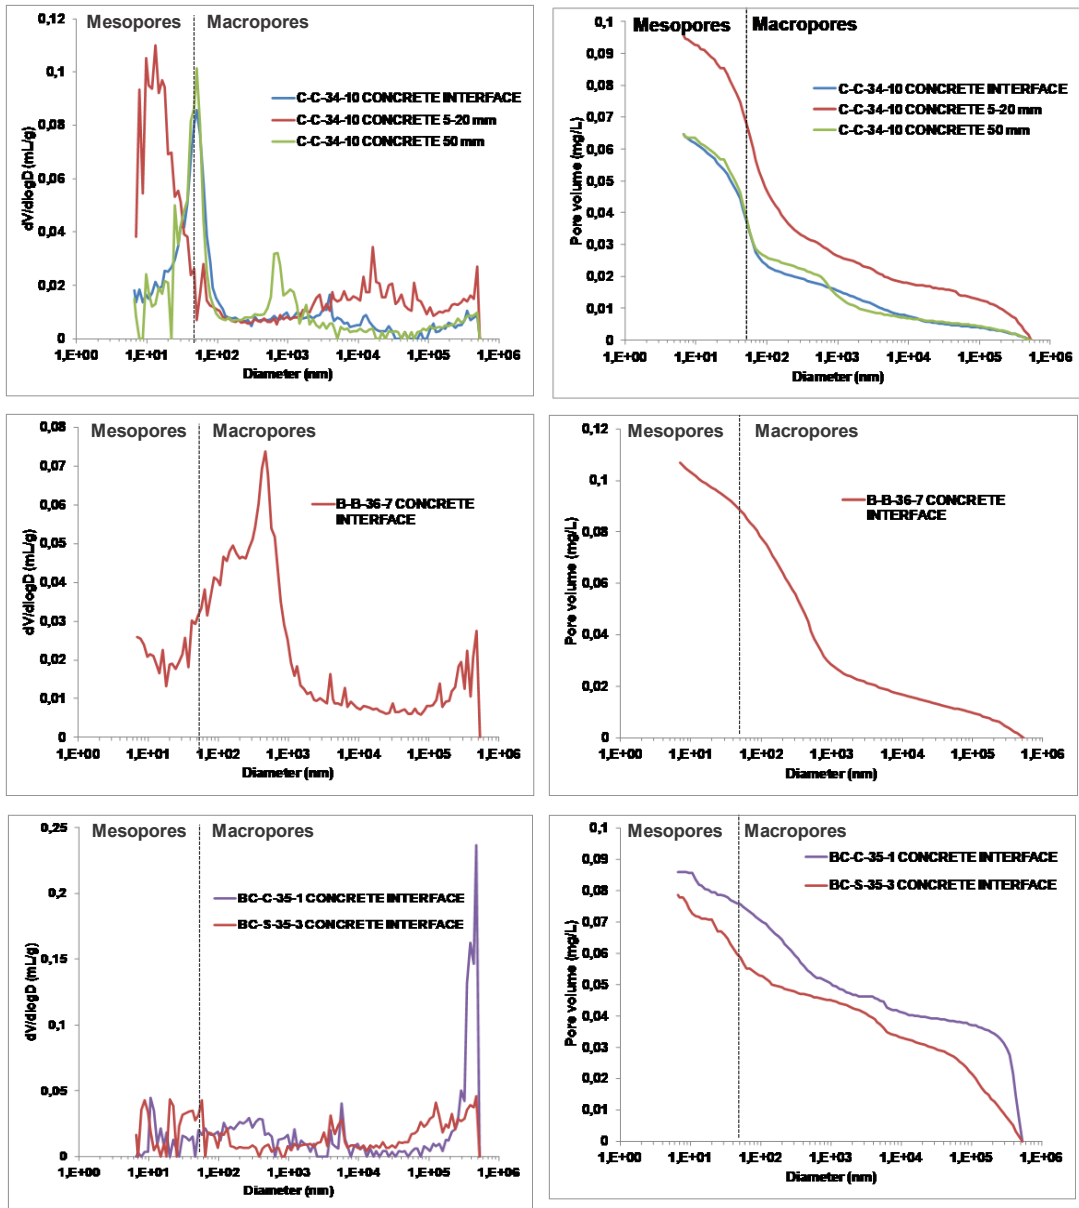 Mesopores Macropores
C-C-34-10 CONCRETE INTERFACE
C-C-34-10 CONCRETE 5-20 mm
C-C-34-10 CONCRETE 50 mm
dV/dlogD (mL/g)
0,12
0,1
0,08
0,06
0,04
0,02
0
1,E+00 1,E+01 1,E+02 1,E+03 1,E+04 1,E+05 1,E+06
Diameter (nm)
Mesopores Macropores
C-C-34-10 CONCRETE INTERFACE
C-C-34-10 CONCRETE 5-20 mm
C-C-34-10 CONCRETE 50 mm
Pore volume (mg/L)
0,1
0,09
0,08
0,07
0,06
0,05
0,04
0,03
0,02
0,01
0
1,E+00 1,E+01 1,E+02 1,E+03 1,E+04 1,E+05 1,E+06
Diameter (nm)
Mesopores Macropores
B-B-36-7 CONCRETE
INTERFACE
dV/dlogD (mL/g)
0,08
0,07
0,06
0,05
0,04
0,03
0,02
0,01
0
1,E+00 1,E+01 1,E+02 1,E+03 1,E+04 1,E+05 1,E+06
Diameter (nm)
Mesopores Macropores
B-B-36-7 CONCRETE
INTERFACE
Pore volume (mg/L)
0,12
0,1
0,08
0,06
0,04
0,02
0
1,E+00 1,E+01 1,E+02 1,E+03 1,E+04 1,E+05 1,E+06
Diameter (nm)
Mesopores Macropores
BC-C-35-1 CONCRETE INTERFACE
BC-S-35-3 CONCRETE INTERFACE
dV/dlogD (mL/g)
0,25
0,2
0,15
0,1
0,05
0
1,E+00 1,E+01 1,E+02 1,E+03 1,E+04 1,E+05 1,E+06
Diameter (nm)
Mesopores Macropores
BC-C-35-1 CONCRETE INTERFACE
BC-S-35-3 CONCRETE INTERFACE
Pore volume (mg/L)
0,1
0,09
0,08
0,07
0,06
0,05
0,04
0,03
0,02
0,01
0
1,E+00 1,E+01 1,E+02 1,E+03 1,E+04 1,E+05 1,E+06
Diameter (nm)